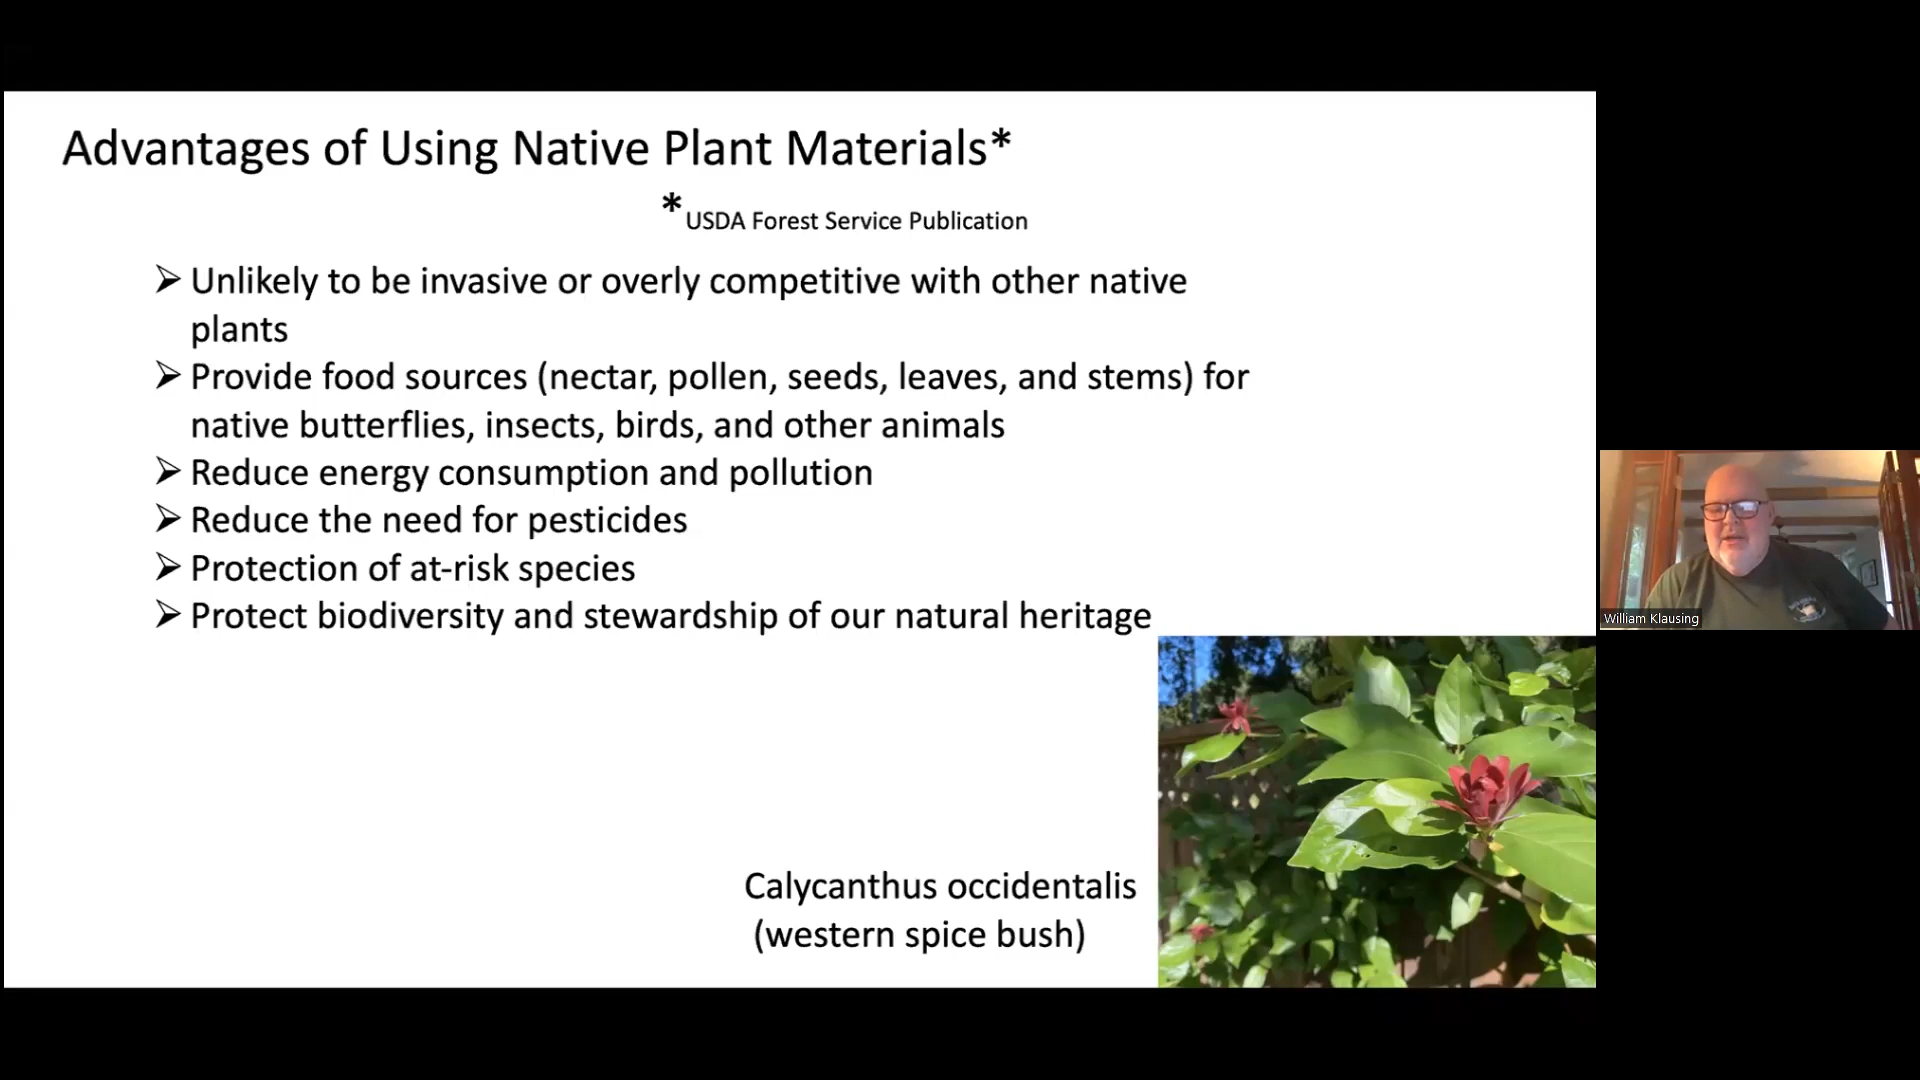 Advantages of Using Native Plant Materials*
*USDA Forest Service Publication
➢ Unlikely to be invasive or overly competitive with other native
plants
➢ Provide food sources (nectar, pollen, seeds, leaves, and stems) for
native butterflies, insects, birds, and other animals
➢ Reduce energy consumption and pollution
➢ Reduce the need for pesticides
➢ Protection of at-risk species
➢ Protect biodiversity and stewardship of our natural heritage
Calycanthus occidentalis
(western spice bush)
William Klausing